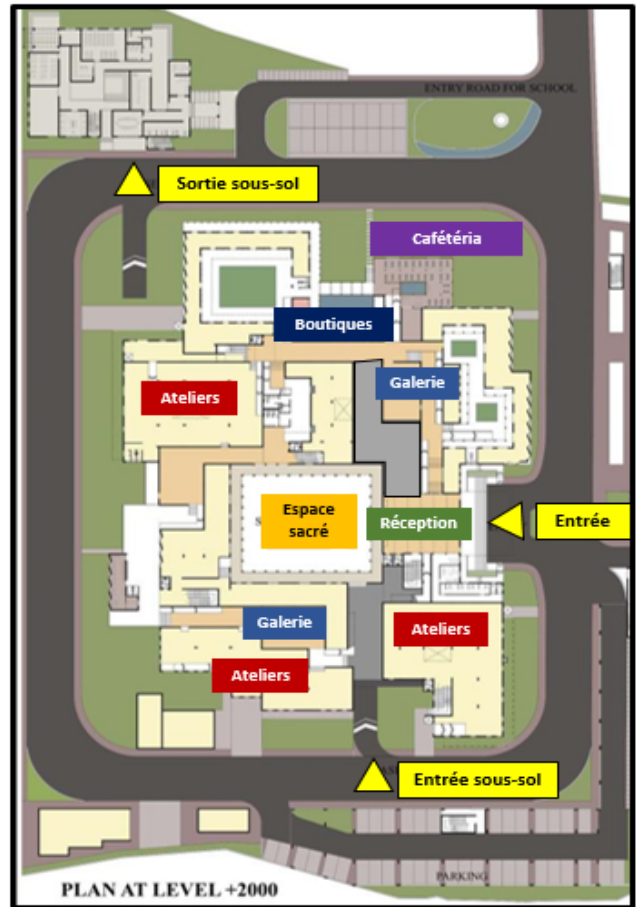 ENTRY ROAD FOR SCHOOL
Sortie sous-sol
Cafétéria
Boutiques
Ateliers
Galerie
Espace
sacré
Réception
Entrée
Galerie
Ateliers
Ateliers
Entrée sous-sol
PARKING
PLAN AT LEVEL +2000